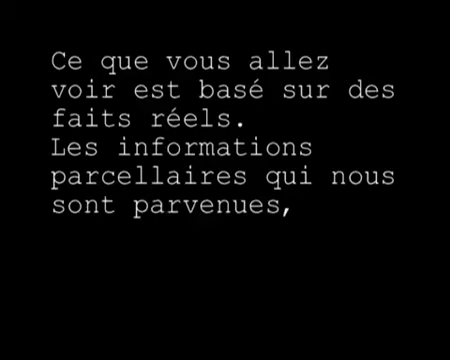 Ce que vous allez
voir est basé sur des
faits réels.
Les informations
parcellaires qui nous
sont parvenues,